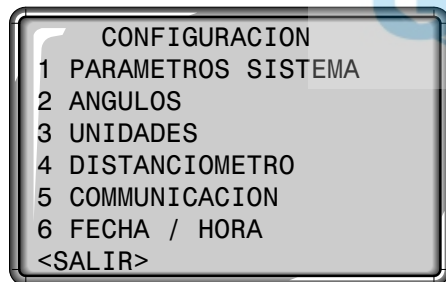 CONFIGURACION
1 PARAMETROS SISTEMA
2 ANGULOS
3 UNIDADES
4 DISTANCIOMETRO
5 COMMUNICACION
6 FECHA / HORA
<SALIR>